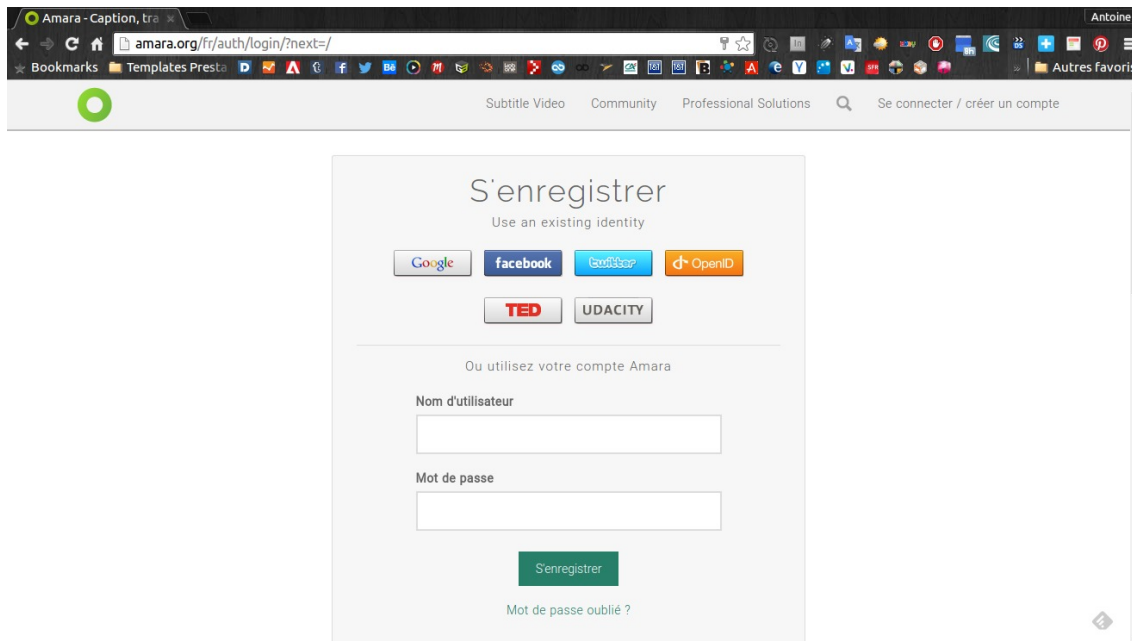 Amara - Caption, tra
Antoine
amara.org/fr/auth/login/?next=/
Bookmarks Templates Presta Autres favoris
Subtitle Video Community Professional Solutions Se connecter / créer un compte
S'enregistrer
Use an existing identity
Google facebook twitter OpenID
TED UDACITY
Ou utilisez votre compte Amara
Nom d'utilisateur
Mot de passe
S'enregistrer
Mot de passe oublié ?